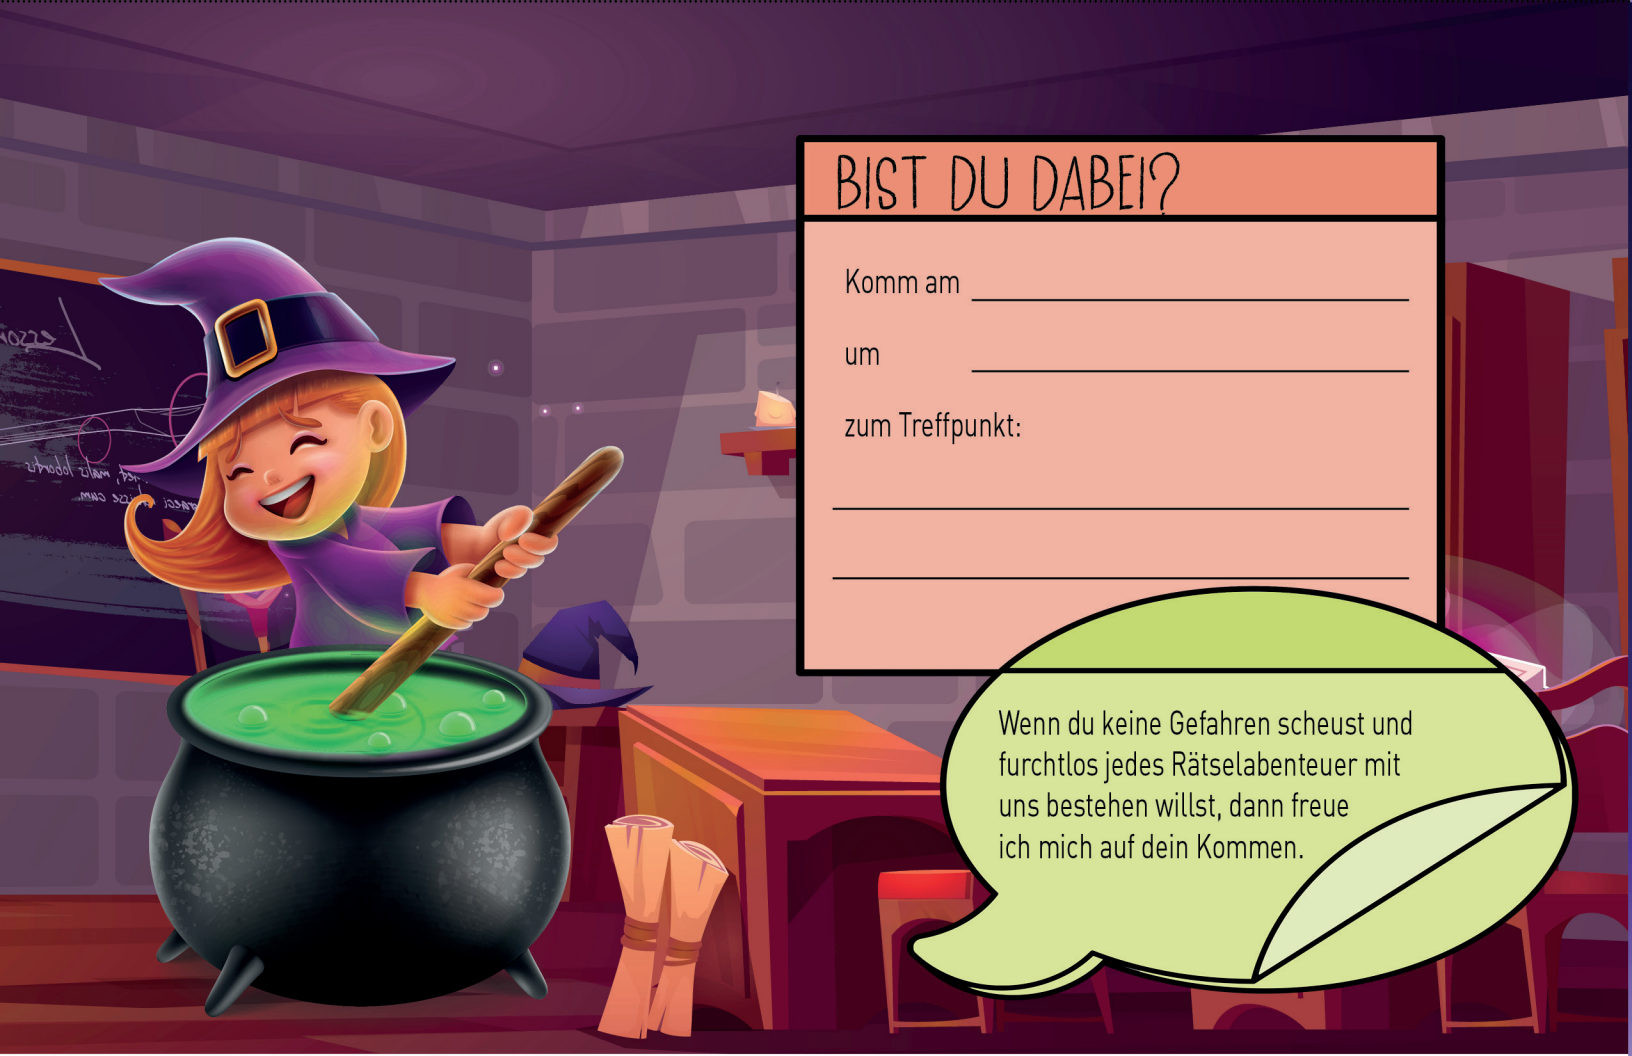 BIST DU DABEI?
Komm am
um
zum Treffpunkt:
Wenn du keine Gefahren scheust und
furchtlos jedes Rätselabenteuer mit
uns bestehen willst, dann freue
ich mich auf dein Kommen.